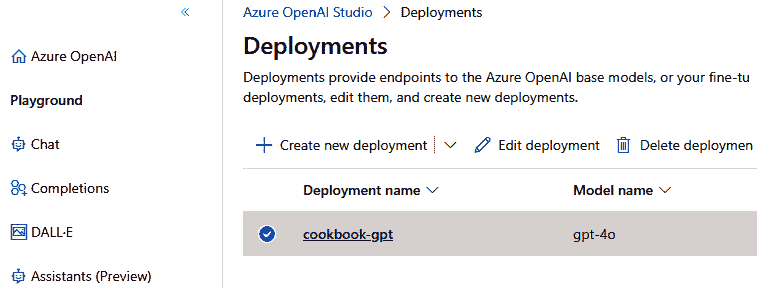 Azure OpenAI Studio > Deployments
Azure OpenAI
Deployments
Deployments provide endpoints to the Azure OpenAI base models, or your fine-tu
deployments, edit them, and create new deployments.
Playground
Chat
Completions
DALL·E
Assistants (Preview)
Create new deployment
Edit deployment
Delete deploymen
Deployment name
Model name
cookbook-gpt
gpt-4o